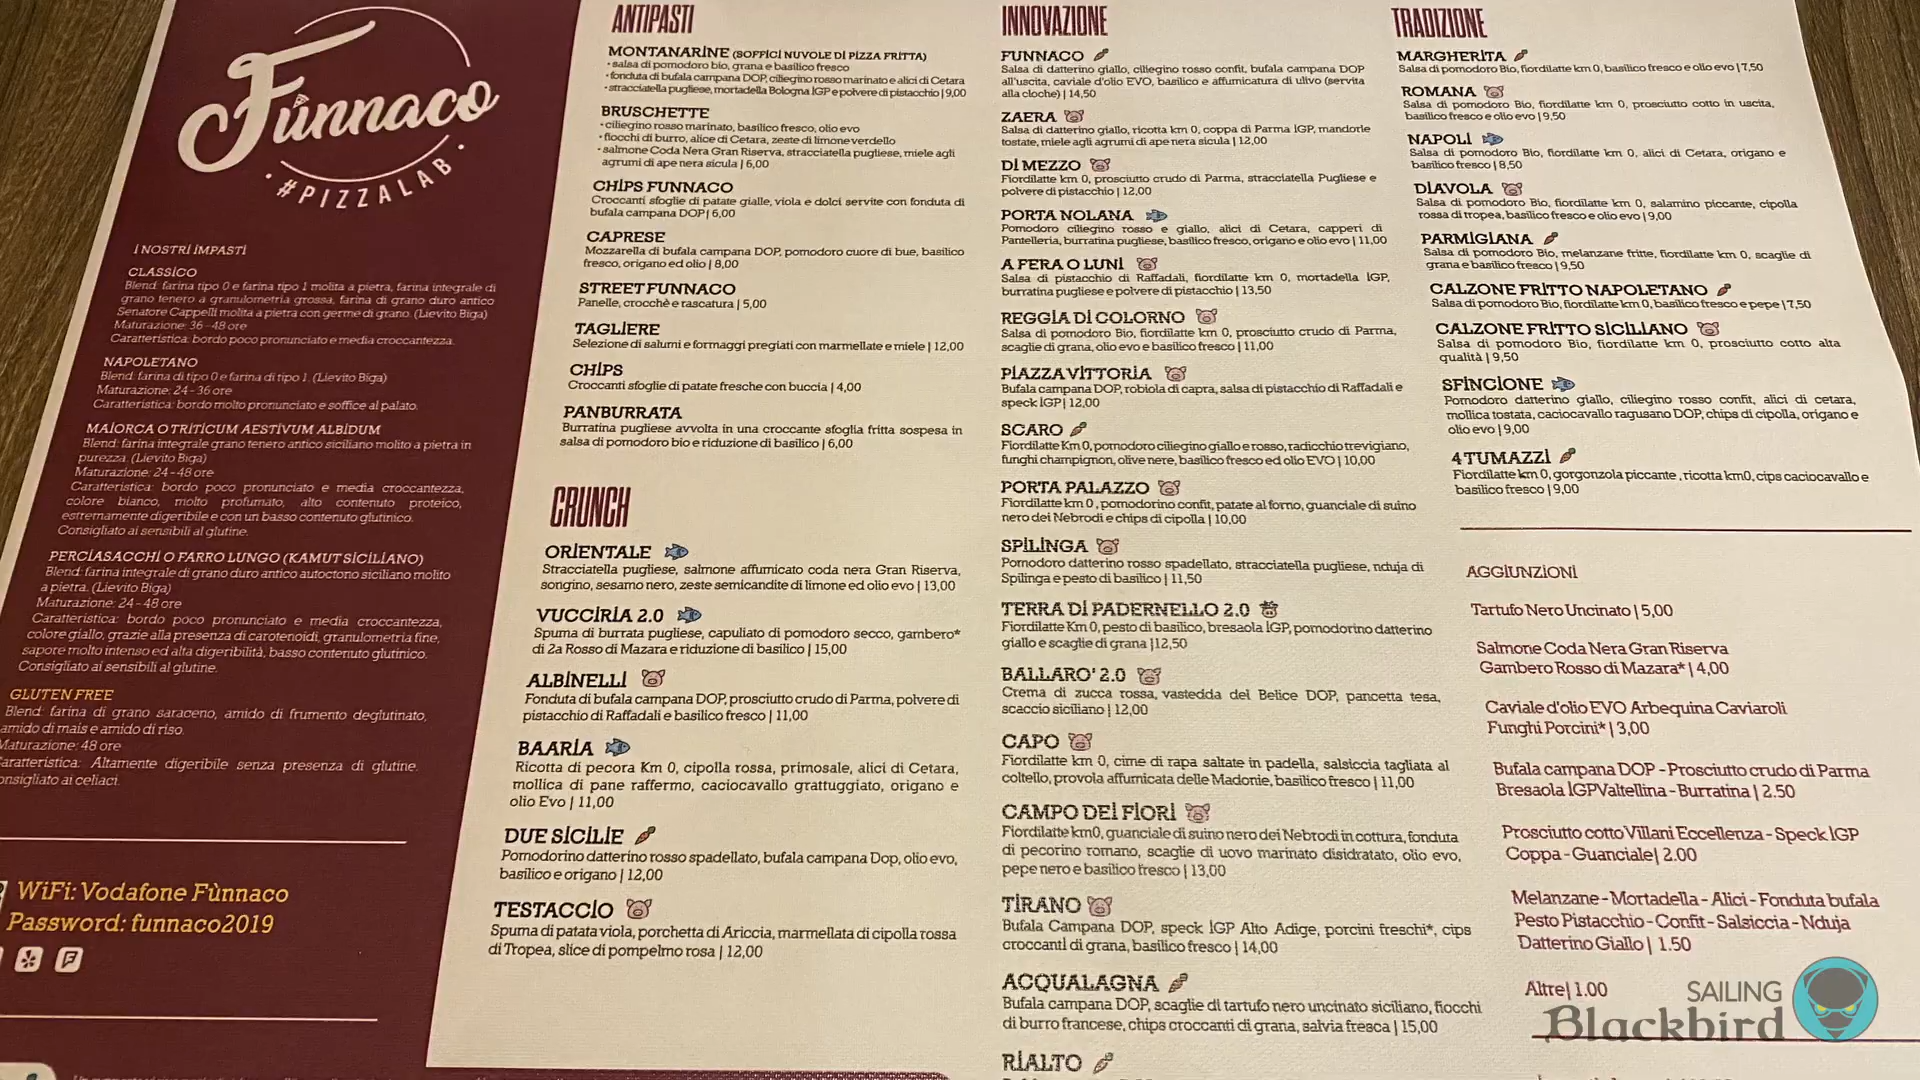 Fùnnaco
#PIZZALAB
I NOSTRI IMPASTI
CLASSICO
Blend: farina tipo 0 e farina tipo 1 molita a pietra, farina integrale di
grano tenero a granulometria grossa, farina di grano duro antico
Senatore Cappelli molita a pietra con germe di grano. (Lievito Biga)
Maturazione: 36-48 ore
Caratteristica: bordo poco pronunciato e media croccantezza.
NAPOLETANO
Blend: farina di tipo 0 e farina di tipo 1. (Lievito Biga)
Maturazione: 24-36 ore
Caratteristica: bordo molto pronunciato e soffice al palato.
MAIORCA O TRITICUM AESTIVUM ALBIDUM
Blend: farina integrale grano tenero antico siciliano molito a pietra in
purezza. (Lievito Biga)
Maturazione: 24-48 ore
Caratteristica: bordo poco pronunciato e media croccantezza,
colore bianco, molto profumato, alto contenuto proteico,
estremamente digeribile e con un basso contenuto glutinico.
Consigliato ai sensibili al glutine.
PERCIASACCHI O FARRO LUNGO (KAMUT SICILIANO)
Blend: farina integrale di grano duro antico autoctono siciliano molito
a pietra. (Lievito Biga)
Maturazione: 24-48 ore
Caratteristica: bordo poco pronunciato e media croccantezza,
colore giallo, grazie alla presenza di carotenoidi, granulometria fine,
sapore molto intenso ed alta digeribilità, basso contenuto glutinico.
Consigliato ai sensibili al glutine.
GLUTEN FREE
Blend: farina di grano saraceno, amido di frumento deglutinato,
amido di mais e amido di riso.
Maturazione: 48 ore
Caratteristica: Altamente digeribile senza presenza di glutine.
onsigliato ai celiaci.
WiFi: Vodafone Fùnnaco
Password: funnaco2019
ANTIPASTI
MONTANARINE (SOFFICI NUVOLE DI PIZZA FRITTA)
• salsa di pomodoro bio, grana e basilico fresco
• fonduta di bufala campana DOP, ciliegino rosso marinato e alici di Cetara
• stracciatella pugliese, mortadella Bologna IGP e polvere di pistacchio | 9,00
BRUSCHETTE
• ciliegino rosso marinato, basilico fresco, olio evo
• fiocchi di burro, alice di Cetara, zeste di limone verdello
• salmone Coda Nera Gran Riserva, stracciatella pugliese, miele agli
agrumi di ape nera sicula | 6,00
CHIPS FUNNACO
Croccanti sfoglie di patate gialle, viola e dolci servite con fonduta di
bufala campana DOP | 6,00
CAPRESE
Mozzarella di bufala campana DOP, pomodoro cuore di bue, basilico
fresco, origano ed olio | 8,00
STREET FUNNACO
Panelle, crocchè e rascatura | 5,00
TAGLIERE
Selezione di salumi e formaggi pregiati con marmellate e miele | 12,00
CHIPS
Croccanti sfoglie di patate fresche con buccia | 4,00
PANBURRATA
Burratina pugliese avvolta in una croccante sfoglia fritta sospesa in
salsa di pomodoro bio e riduzione di basilico | 6,00
CRUNCH
ORIENTALE
Stracciatella pugliese, salmone affumicato coda nera Gran Riserva,
songino, sesamo nero, zeste semicandite di limone ed olio evo | 13,00
VUCCIRIA 2.0
Spuma di burrata pugliese, capuliato di pomodoro secco, gambero*
di 2a Rosso di Mazara e riduzione di basilico | 15,00
ALBINELLI
Fonduta di bufala campana DOP, prosciutto crudo di Parma, polvere di
pistacchio di Raffadali e basilico fresco | 11,00
BAARIA
Ricotta di pecora Km 0, cipolla rossa, primosale, alici di Cetara,
mollica di pane raffermo, caciocavallo grattuggiato, origano e
olio Evo | 11,00
DUE SICILIE
Pomodorino datterino rosso spadellato, bufala campana Dop, olio evo,
basilico e origano | 12,00
TESTACCIO
Spuma di patata viola, porchetta di Ariccia, marmellata di cipolla rossa
di Tropea, slice di pompelmo rosa | 12,00
INNOVAZIONE
FUNNACO
Salsa di datterino giallo, ciliegino rosso confit, bufala campana DOP
all'uscita, caviale d'olio EVO, basilico e affumicatura di ulivo (servita
alla cloche) | 14,50
ZAERA
Salsa di datterino giallo, ricotta km 0, coppa di Parma IGP, mandorle
tostate, miele agli agrumi di ape nera sicula | 12,00
DI MEZZO
Fiordilatte km 0, prosciutto crudo di Parma, stracciatella Pugliese e
polvere di pistacchio | 12,00
PORTA NOLANA
Pomodoro ciliegino rosso e giallo, alici di Cetara, capperi di
Pantelleria, burratina pugliese, basilico fresco, origano e olio evo | 11,00
A FERA O LUNI
Salsa di pistacchio di Raffadali, fiordilatte km 0, mortadella IGP,
burratina pugliese e polvere di pistacchio | 13,50
REGGIA DI COLORNO
Salsa di pomodoro Bio, fiordilatte km 0, prosciutto crudo di Parma,
scaglie di grana, olio evo e basilico fresco | 11,00
PIAZZA VITTORIA
Bufala campana DOP, robiola di capra, salsa di pistacchio di Raffadali e
speck IGP | 12,00
SCARO
Fiordilatte Km 0, pomodoro ciliegino giallo e rosso, radicchio trevigiano,
funghi champignon, olive nere, basilico fresco ed olio EVO | 10,00
PORTA PALAZZO
Fiordilatte km 0, pomodorino confit, patate al forno, guanciale di suino
nero dei Nebrodi e chips di cipolla | 10,00
SPILINGA
Pomodoro datterino rosso spadellato, stracciatella pugliese, nduja di
Spilinga e pesto di basilico | 11,50
TERRA DI PADERNELLO 2.0
Fiordilatte Km 0, pesto di basilico, bresaola IGP, pomodorino datterino
giallo e scaglie di grana |12,50
BALLARO' 2.0
Crema di zucca rossa, vastedda del Belice DOP, pancetta tesa,
scaccio siciliano | 12,00
CAPO
Fiordilatte km 0, cime di rapa saltate in padella, salsiccia tagliata al
coltello, provola affumicata delle Madonie, basilico fresco | 11,00
CAMPO DEI FIORI
Fiordilatte km0, guanciale di suino nero dei Nebrodi in cottura, fonduta
di pecorino romano, scaglie di uovo marinato disidratato, olio evo,
pepe nero e basilico fresco | 13,00
TIRANO
Bufala Campana DOP, speck IGP Alto Adige, porcini freschi*, cips
croccanti di grana, basilico fresco | 14,00
ACQUALAGNA
Bufala campana DOP, scaglie di tartufo nero uncinato siciliano, fiocchi
di burro francese, chips croccanti di grana, salvia fresca | 15,00
RIALTO
TRADIZIONE
MARGHERITA
Salsa di pomodoro Bio, fiordilatte km 0, basilico fresco e olio evo | 7,50
ROMANA
Salsa di pomodoro Bio, fiordilatte km 0, prosciutto cotto in uscita,
basilico fresco e olio evo | 9,50
NAPOLI
Salsa di pomodoro Bio, fiordilatte km 0, alici di Cetara, origano e
basilico fresco | 8,50
DIAVOLA
Salsa di pomodoro Bio, fiordilatte km 0, salamino piccante, cipolla
rossa di tropea, basilico fresco e olio evo | 9,00
PARMIGIANA
Salsa di pomodoro Bio, melanzane fritte, fiordilatte km 0, scaglie di
grana e basilico fresco | 9,50
CALZONE FRITTO NAPOLETANO
Salsa di pomodoro Bio, fiordilatte km 0, basilico fresco e pepe | 7,50
CALZONE FRITTO SICILIANO
Salsa di pomodoro Bio, fiordilatte km 0, prosciutto cotto alta
qualità | 9,50
SFINCIONE
Pomodoro datterino giallo, ciliegino rosso confit, alici di cetara,
mollica tostata, caciocavallo ragusano DOP, chips di cipolla, origano e
olio evo | 9,00
4 TUMAZZI
Fiordilatte km 0, gorgonzola piccante, ricotta km0, cips caciocavallo e
basilico fresco | 9,00
AGGIUNZIONI
Tartufo Nero Uncinato | 5,00
Salmone Coda Nera Gran Riserva
Gambero Rosso di Mazara* | 4,00
Caviale d'olio EVO Arbequina Caviaroli
Funghi Porcini* | 3,00
Bufala campana DOP - Prosciutto crudo di Parma
Bresaola IGP Valtellina - Burratina | 2.50
Prosciutto cotto Villani Eccellenza - Speck IGP
Coppa - Guanciale| 2.00
Melanzane - Mortadella - Alici - Fonduta bufala
Pesto Pistacchio - Confit - Salsiccia - Nduja
Datterino Giallo | 1.50
Altre| 1.00
SAILING
Blackbird